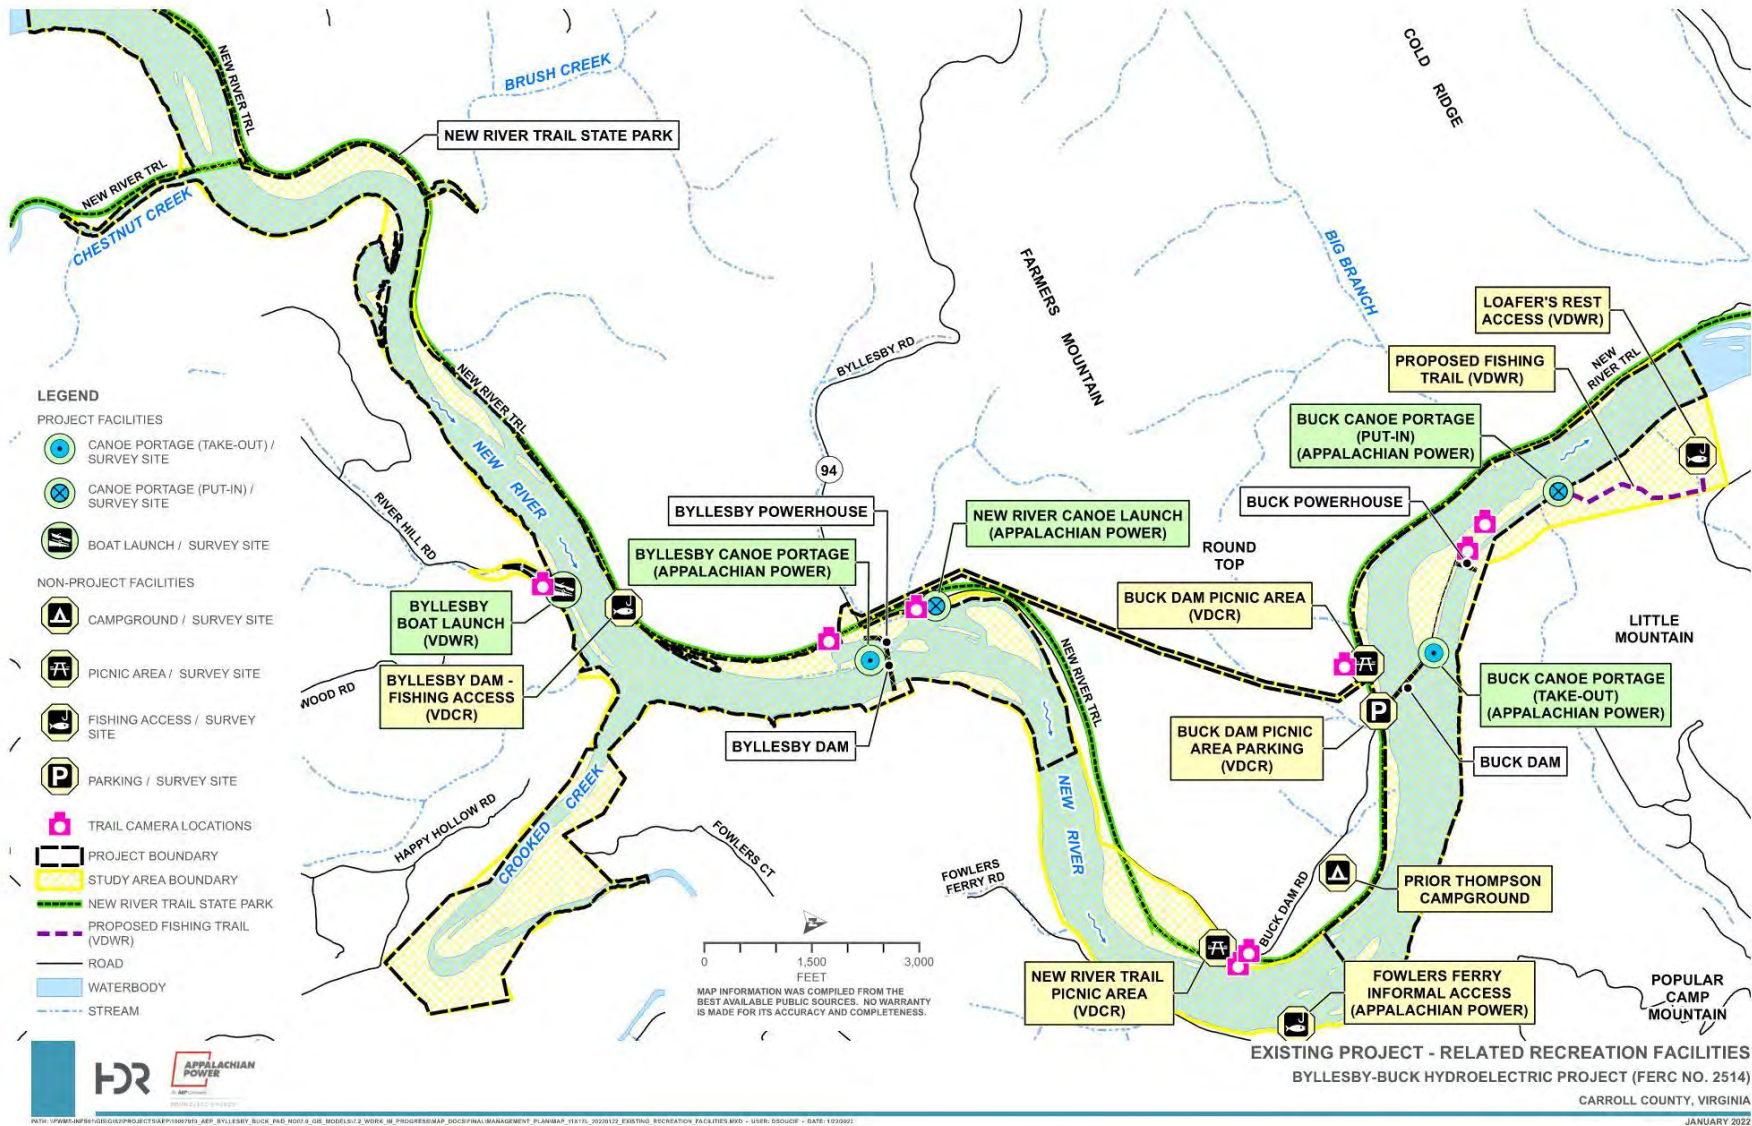 NEW RIVER TRL
BRUSH CREEK
COLD RIDGE
NEW RIVER TRAIL STATE PARK
NEW RIVER TRL
CHESTNUT CREEK
BIG BRANCH
FARMERS MOUNTAIN
LOAFER'S REST
ACCESS (VDWR)
BYLLESBY RD
PROPOSED FISHING
TRAIL (VDWR)
NEW
RIVER TRL
NEW RIVER TRL
BUCK CANOE PORTAGE
(PUT-IN)
(APPALACHIAN POWER)
NEW RIVER
94
RIVER HILL RD
BYLLESBY POWERHOUSE
NEW RIVER CANOE LAUNCH
(APPALACHIAN POWER)
BUCK POWERHOUSE
BYLLESBY CANOE PORTAGE
(APPALACHIAN POWER)
ROUND
TOP
BYLLESBY
BOAT LAUNCH
(VDWR)
BUCK DAM PICNIC AREA
(VDCR)
LITTLE
MOUNTAIN
WOOD RD
BYLLESBY DAM -
FISHING ACCESS
(VDCR)
NEW RIVER TRL
BUCK CANOE PORTAGE
(TAKE-OUT)
(APPALACHIAN POWER)
P
BUCK DAM PICNIC
AREA PARKING
(VDCR)
BYLLESBY DAM
BUCK DAM
HAPPY HOLLOW RD
CROOKED CREEK
FOWLERS CT
NEW RIVER
FOWLERS
FERRY RD
BUCK DAM RD
PRIOR THOMPSON
CAMPGROUND
NEW RIVER TRAIL
PICNIC AREA
(VDCR)
FOWLERS FERRY
INFORMAL ACCESS
(APPALACHIAN POWER)
POPULAR
CAMP
MOUNTAIN
LEGEND
PROJECT FACILITIES
CANOE PORTAGE (TAKE-OUT) /
SURVEY SITE
CANOE PORTAGE (PUT-IN) /
SURVEY SITE
BOAT LAUNCH / SURVEY SITE
NON-PROJECT FACILITIES
CAMPGROUND / SURVEY SITE
PICNIC AREA / SURVEY SITE
FISHING ACCESS / SURVEY
SITE
P
PARKING / SURVEY SITE
TRAIL CAMERA LOCATIONS
PROJECT BOUNDARY
STUDY AREA BOUNDARY
NEW RIVER TRAIL STATE PARK
PROPOSED FISHING TRAIL
(VDWR)
ROAD
WATERBODY
STREAM
0 1,500 3,000
FEET
MAP INFORMATION WAS COMPILED FROM THE
BEST AVAILABLE PUBLIC SOURCES. NO WARRANTY
IS MADE FOR ITS ACCURACY AND COMPLETENESS.
HDR
APPALACHIAN
POWER
EXISTING PROJECT - RELATED RECREATION FACILITIES
BYLLESBY-BUCK HYDROELECTRIC PROJECT (FERC NO. 2514)
CARROLL COUNTY, VIRGINIA
JANUARY 2022